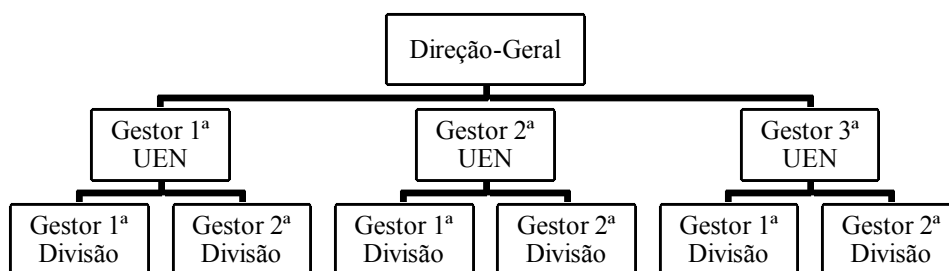 Direção-Geral
Gestor 1ª
UEN
Gestor 2ª
UEN
Gestor 3ª
UEN
Gestor 1ª
Divisão
Gestor 2ª
Divisão
Gestor 1ª
Divisão
Gestor 2ª
Divisão
Gestor 1ª
Divisão
Gestor 2ª
Divisão